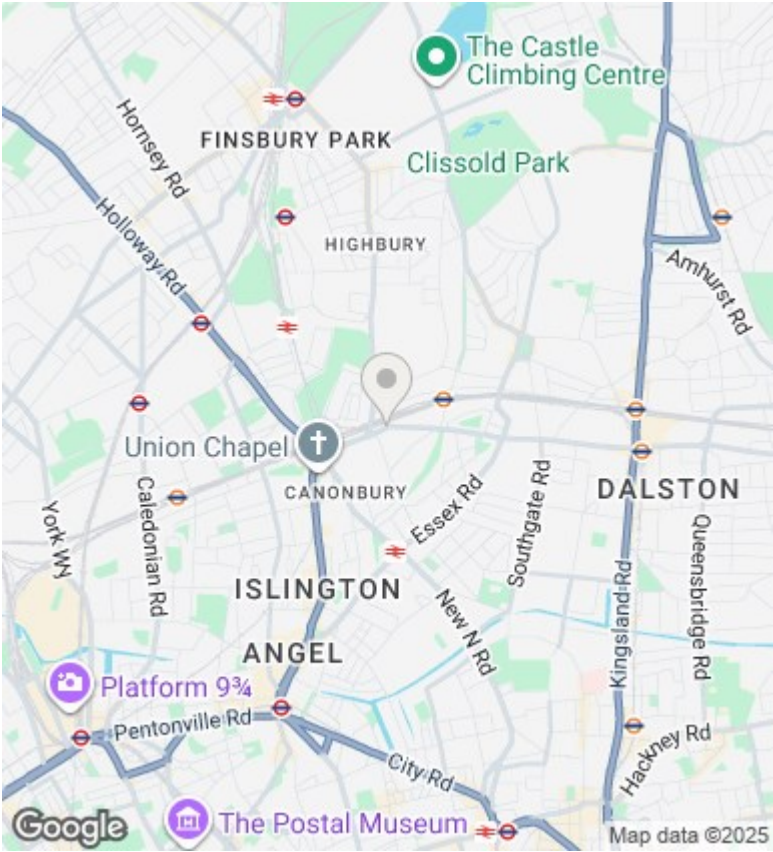 The Castle
Climbing Centre
Hornsey Rd
FINSBURY PARK
Clissold Park
Holloway Rd
HIGHBURY
Amhurst Rd
Union Chapel
CANONBURY
Essex Rd
Southgate Rd
DALSTON
York WN
Caledonian Rd
Queensbridge Rd
ISLINGTON
New N Rd
Kingsland Rd
ANGEL
Platform 9¾
Pentonville Rd
City Rd
Hackney Rd
Google
The Postal Museum
Map data ©2025